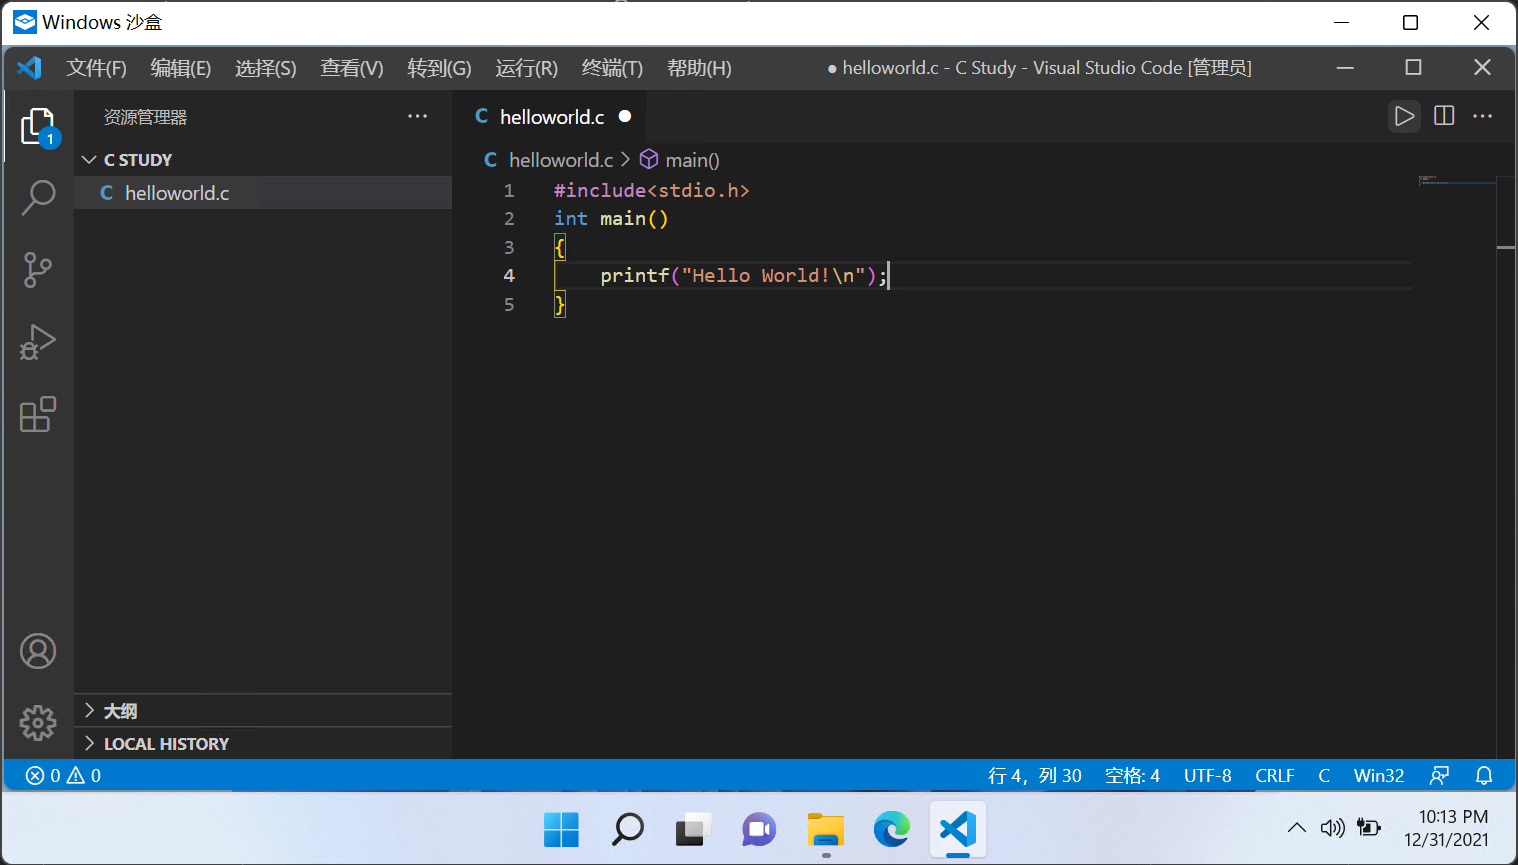 Windows 沙盒
文件(F) 编辑(E) 选择(S) 查看(V) 转到(G) 运行(R) 终端(T) 帮助(H) ● helloworld.c - C Study - Visual Studio Code [管理员]
1
资源管理器 ···
C helloworld.c ●
C STUDY
C helloworld.c
C helloworld.c > main()
1 #include<stdio.h>
2 int main()
3 {
4     printf("Hello World!\n");
5 }
大纲
LOCAL HISTORY
0 0 行 4，列 30 空格: 4 UTF-8 CRLF C Win32
10:13 PM
12/31/2021